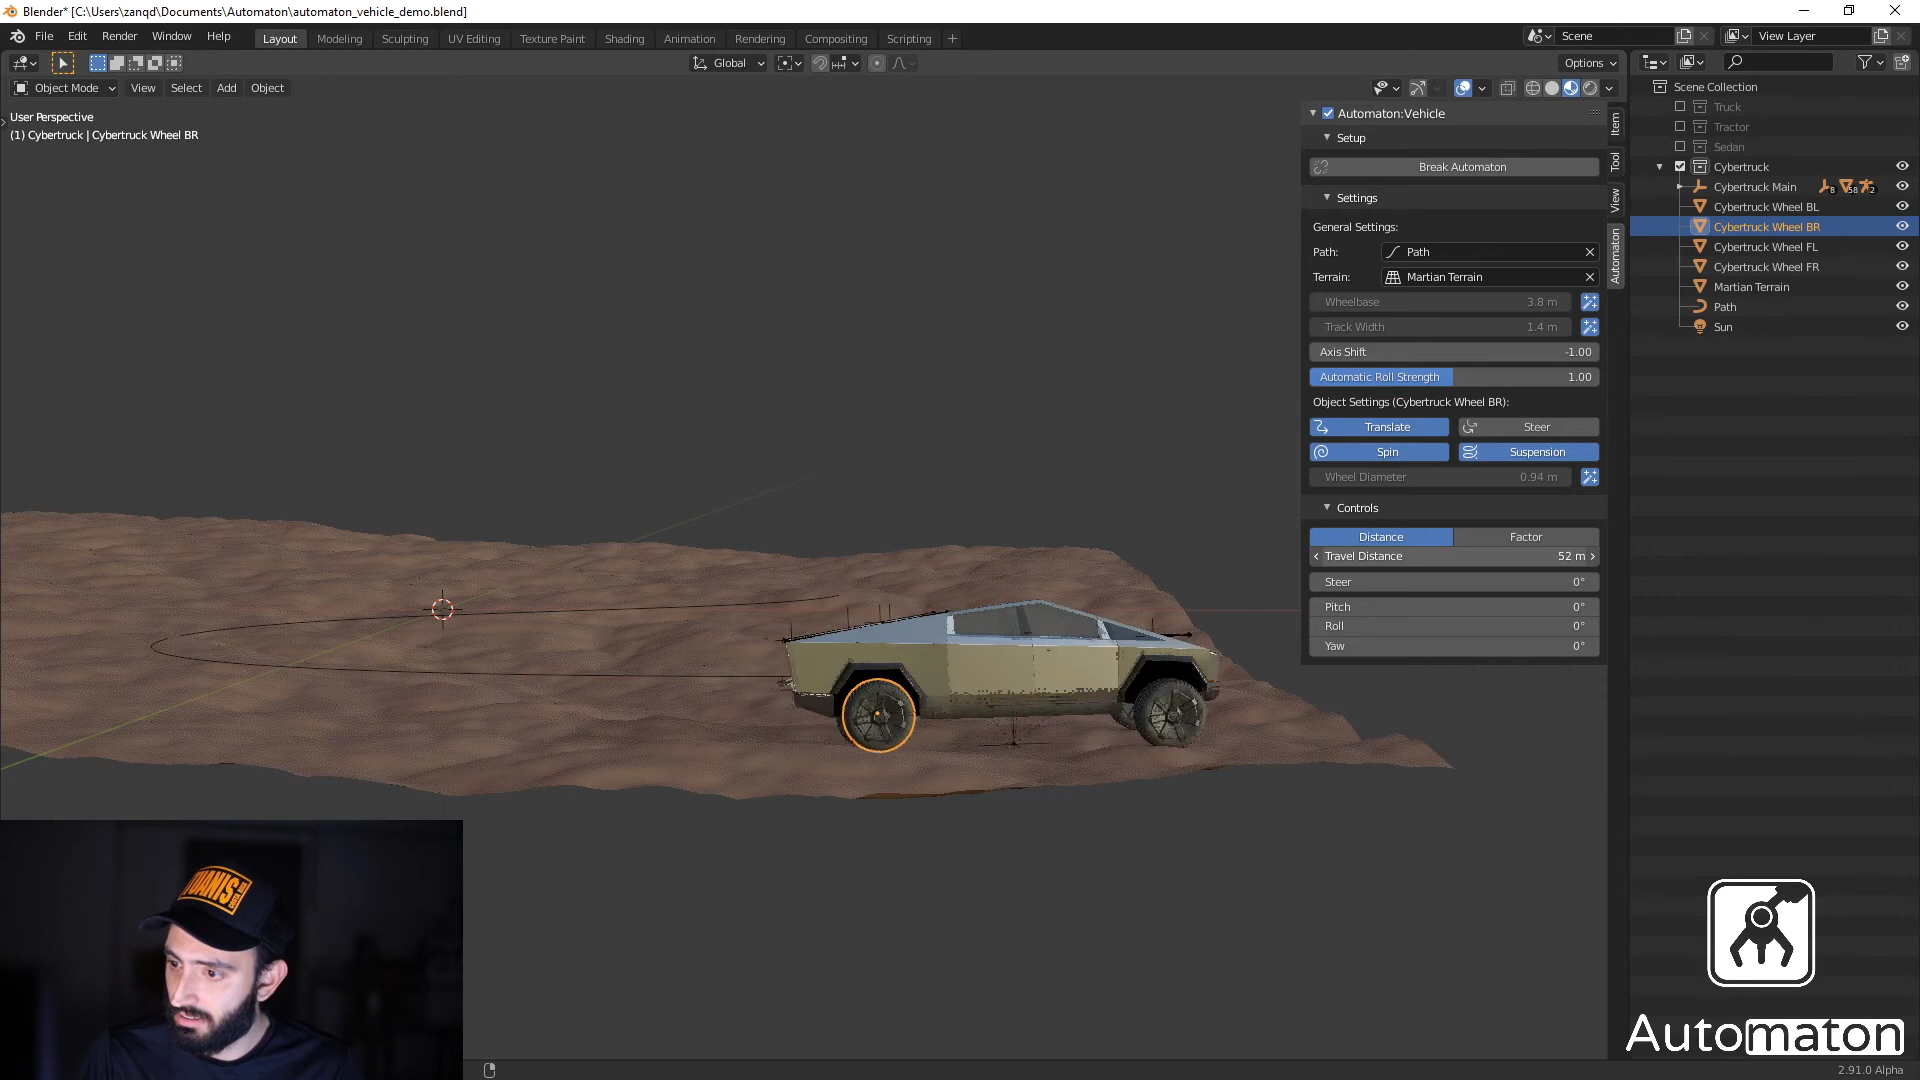 Blender* [C:\Users\zanqd\Documents\Automaton\automaton_vehicle_demo.blend]
File Edit Render Window Help Layout Modeling Sculpting UV Editing Texture Paint Shading Animation Rendering Compositing Scripting + Scene View Layer
Global Options
Object Mode View Select Add Object
User Perspective
(1) Cybertruck | Cybertruck Wheel BR
Automaton:Vehicle
Setup
Break Automaton
Settings
General Settings:
Path: Path
Terrain: Martian Terrain
Wheelbase 3.8 m
Track Width 1.4 m
Axis Shift -1.00
Automatic Roll Strength 1.00
Object Settings (Cybertruck Wheel BR):
Translate Steer
Spin Suspension
Wheel Diameter 0.94 m
Controls
Distance Factor
Travel Distance 52 m
Steer 0°
Pitch 0°
Roll 0°
Yaw 0°
Item
Tool
View
Automaton
Scene Collection
Truck
Tractor
Sedan
Cybertruck
Cybertruck Main 8 58 2
Cybertruck Wheel BL
Cybertruck Wheel BR
Cybertruck Wheel FL
Cybertruck Wheel FR
Martian Terrain
Path
Sun
Automaton
2.91.0 Alpha